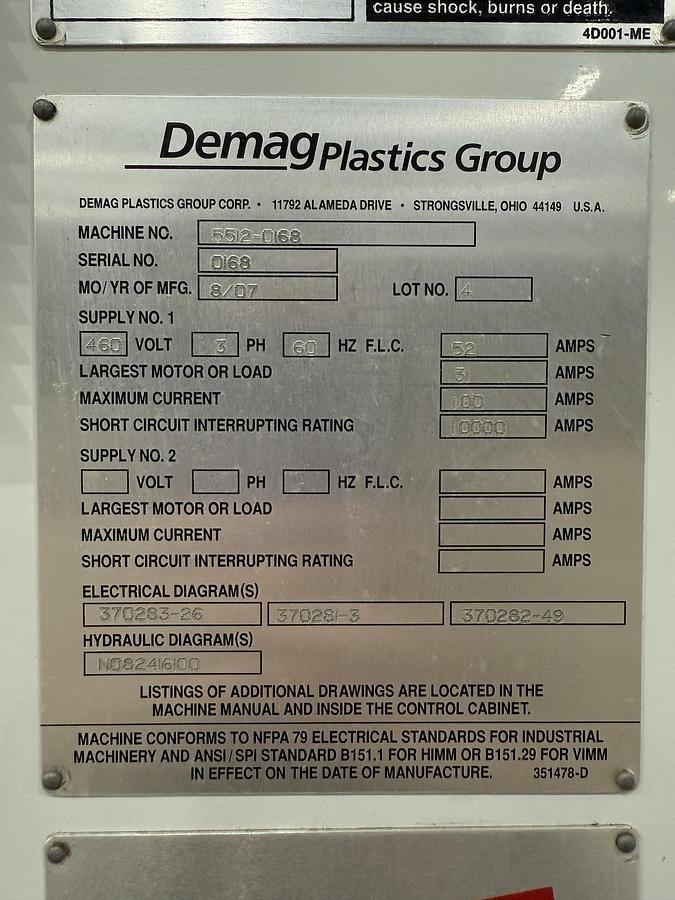 cause shock, burns or death.
4D001-ME
Demag Plastics Group
DEMAG PLASTICS GROUP CORP. • 11792 ALAMEDA DRIVE • STRONGSVILLE, OHIO 44149 U.S.A.
MACHINE NO. 5512-0168
SERIAL NO. 0168
MO/YR OF MFG. 8/07 LOT NO. 4
SUPPLY NO. 1
460 VOLT 3 PH 60 HZ F.L.C. 52 AMPS
LARGEST MOTOR OR LOAD 31 AMPS
MAXIMUM CURRENT 100 AMPS
SHORT CIRCUIT INTERRUPTING RATING 10000 AMPS
SUPPLY NO. 2
VOLT PH HZ F.L.C. AMPS
LARGEST MOTOR OR LOAD AMPS
MAXIMUM CURRENT AMPS
SHORT CIRCUIT INTERRUPTING RATING AMPS
ELECTRICAL DIAGRAM(S)
370283-26 370281-3 370282-49
HYDRAULIC DIAGRAM(S)
N082416100
LISTINGS OF ADDITIONAL DRAWINGS ARE LOCATED IN THE
MACHINE MANUAL AND INSIDE THE CONTROL CABINET.
MACHINE CONFORMS TO NFPA 79 ELECTRICAL STANDARDS FOR INDUSTRIAL
MACHINERY AND ANSI/SPI STANDARD B151.1 FOR HIMM OR B151.29 FOR VIMM
IN EFFECT ON THE DATE OF MANUFACTURE. 351478-D